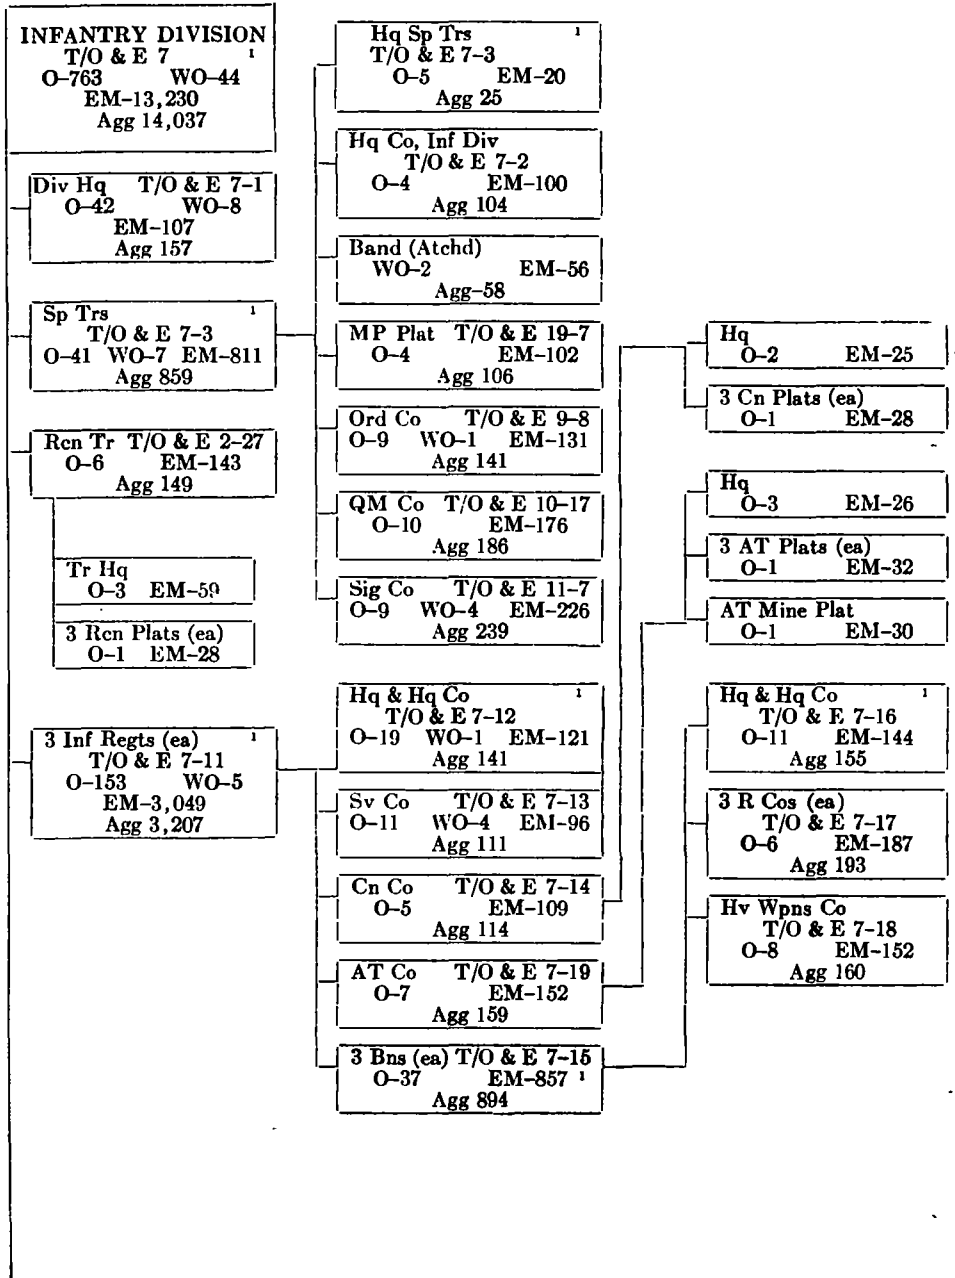 INFANTRY D1VISION
T/O & E 7 1
O–763 WO–44
EM–13,230
Agg 14,037
Div Hq T/O & E 7–1
O–42 WO–8
EM–107
Agg 157
Sp Trs 1
T/O & E 7–3
O–41 WO–7 EM–811
Agg 859
Rcn Tr T/O & E 2–27
O–6 EM–143
Agg 149
Tr Hq
O–3 EM–59
3 Rcn Plats (ea)
O–1 EM–28
3 Inf Regts (ea) 1
T/O & E 7–11
O–153 WO–5
EM–3,049
Agg 3,207
Hq Sp Trs 1
T/O & E 7–3
O–5 EM–20
Agg 25
Hq Co, Inf Div
T/O & E 7–2
O–4 EM–100
Agg 104
Band (Atchd)
WO–2 EM–56
Agg–58
MP Plat T/O & E 19–7
O–4 EM–102
Agg 106
Ord Co T/O & E 9–8
O–9 WO–1 EM–131
Agg 141
QM Co T/O & E 10–17
O–10 EM–176
Agg 186
Sig Co T/O & E 11–7
O–9 WO–4 EM–226
Agg 239
Hq & Hq Co 1
T/O & E 7–12
O–19 WO–1 EM–121
Agg 141
Sv Co T/O & E 7–13
O–11 WO–4 EM–96
Agg 111
Cn Co T/O & E 7–14
O–5 EM–109
Agg 114
AT Co T/O & E 7–19
O–7 EM–152
Agg 159
3 Bns (ea) T/O & E 7–15
O–37 EM–857 1
Agg 894
Hq
O–2 EM–25
3 Cn Plats (ea)
O–1 EM–28
Hq
O–3 EM–26
3 AT Plats (ea)
O–1 EM–32
AT Mine Plat
O–1 EM–30
Hq & Hq Co 1
T/O & E 7–16
O–11 EM–144
Agg 155
3 R Cos (ea)
T/O & E 7–17
O–6 EM–187
Agg 193
Hv Wpns Co
T/O & E 7–18
O–8 EM–152
Agg 160